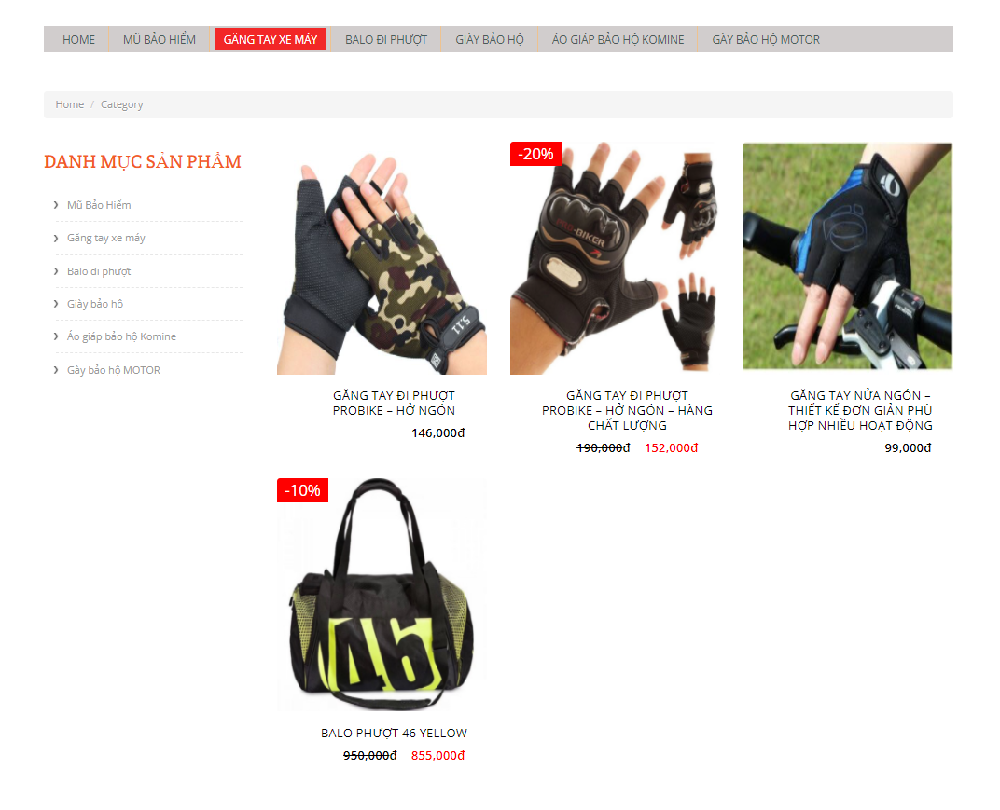 HOME
MŨ BẢO HIỂM
GĂNG TAY XE MÁY
BALO ĐI PHƯỢT
GIÀY BẢO HỘ
ÁO GIÁP BẢO HỘ KOMINE
GÀY BẢO HỘ MOTOR
Home / Category
DANH MỤC SẢN PHẨM
Mũ Bảo Hiểm
Găng tay xe máy
Balo đi phượt
Giày bảo hộ
Áo giáp bảo hộ Komine
Gày bảo hộ MOTOR
5.11
GĂNG TAY ĐI PHƯỢT
PROBIKE – HỞ NGÓN
146,000đ
-20%
PRO-BIKER
GĂNG TAY ĐI PHƯỢT
PROBIKE – HỞ NGÓN – HÀNG
CHẤT LƯỢNG
190,000đ 152,000đ
GĂNG TAY NỬA NGÓN –
THIẾT KẾ ĐƠN GIẢN PHÙ
HỢP NHIỀU HOẠT ĐỘNG
99,000đ
-10%
46
BALO PHƯỢT 46 YELLOW
950,000đ 855,000đ